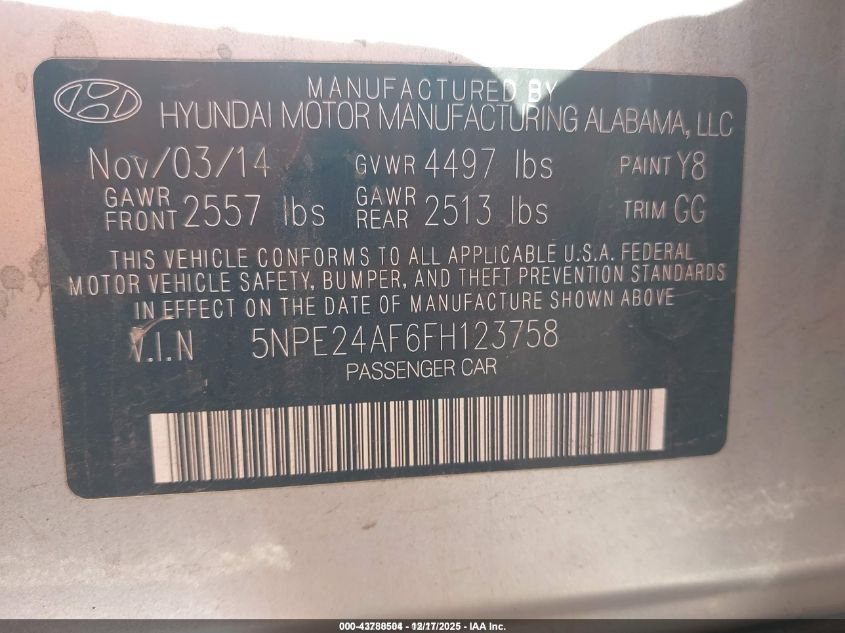 MANUFACTURED BY
HYUNDAI MOTOR MANUFACTURING ALABAMA, LLC
Nov/03/14 GVWR 4497 lbs PAINT Y8
GAWR FRONT 2557 lbs GAWR REAR 2513 lbs TRIM GG
THIS VEHICLE CONFORMS TO ALL APPLICABLE U.S.A. FEDERAL
MOTOR VEHICLE SAFETY, BUMPER, AND THEFT PREVENTION STANDARDS
IN EFFECT ON THE DATE OF MANUFACTURE SHOWN ABOVE
V.I.N 5NPE24AF6FH123758
PASSENGER CAR
000-43788504 - 12/17/2025 - IAA Inc.